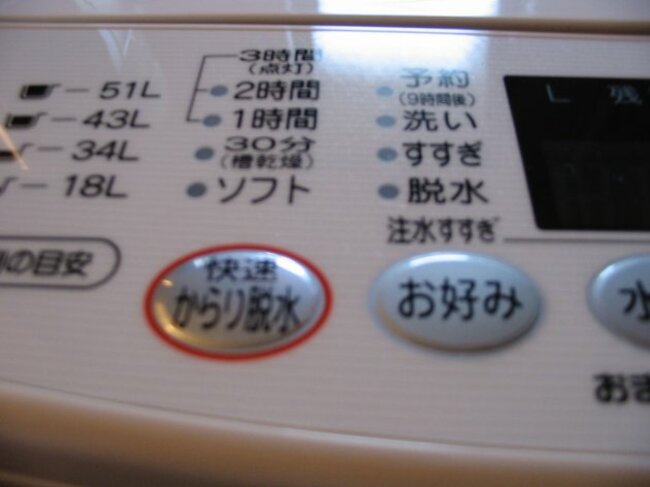 51L
43L
34L
18L
3時間
(点灯)
2時間
1時間
30分
(槽乾燥)
ソフト
予約
(9時間後)
洗い
すすぎ
脱水
注水すすぎ
L 残
の目安
快速
からり脱水
お好み
水
おま